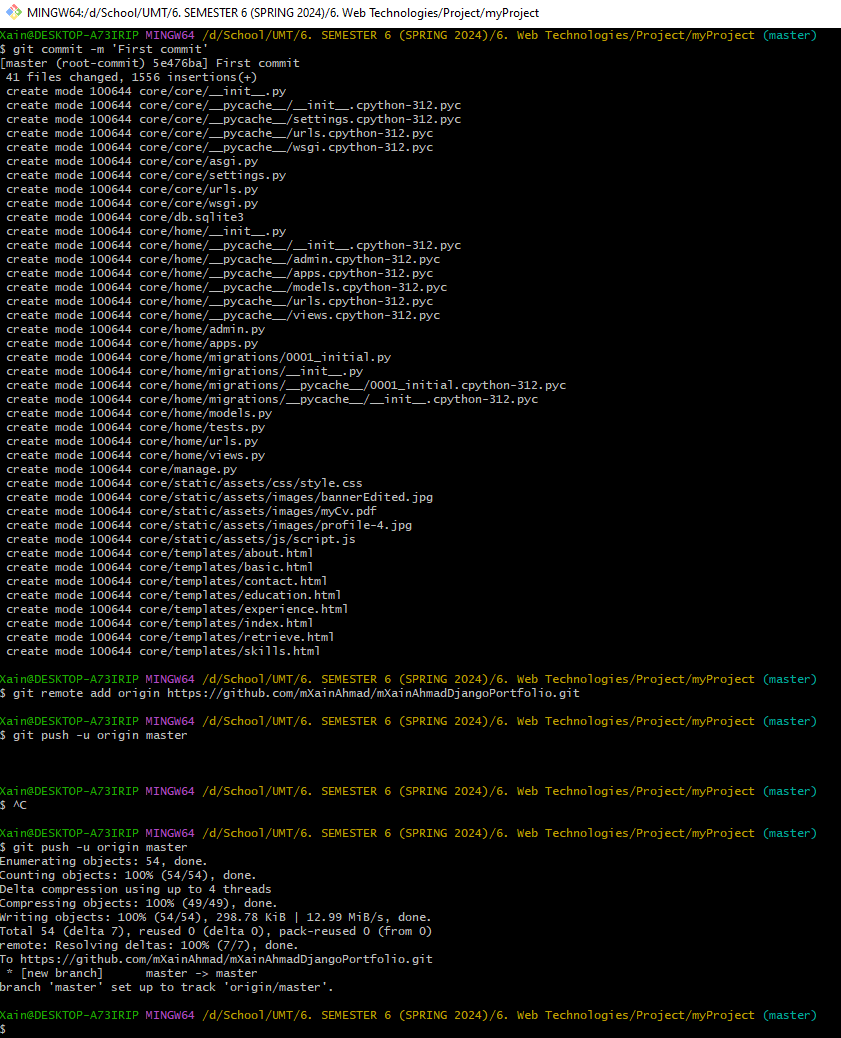 MINGW64:/d/School/UMT/6. SEMESTER 6 (SPRING 2024)/6. Web Technologies/Project/myProject
Xain@DESKTOP-A73IRIP MINGW64 /d/School/UMT/6. SEMESTER 6 (SPRING 2024)/6. Web Technologies/Project/myProject (master)
$ git commit -m 'First commit'
[master (root-commit) 5e476ba] First commit
 41 files changed, 1556 insertions(+)
 create mode 100644 core/core/__init__.py
 create mode 100644 core/core/__pycache__/__init__.cpython-312.pyc
 create mode 100644 core/core/__pycache__/settings.cpython-312.pyc
 create mode 100644 core/core/__pycache__/urls.cpython-312.pyc
 create mode 100644 core/core/__pycache__/wsgi.cpython-312.pyc
 create mode 100644 core/core/asgi.py
 create mode 100644 core/core/settings.py
 create mode 100644 core/core/urls.py
 create mode 100644 core/core/wsgi.py
 create mode 100644 core/db.sqlite3
 create mode 100644 core/home/__init__.py
 create mode 100644 core/home/__pycache__/__init__.cpython-312.pyc
 create mode 100644 core/home/__pycache__/admin.cpython-312.pyc
 create mode 100644 core/home/__pycache__/apps.cpython-312.pyc
 create mode 100644 core/home/__pycache__/models.cpython-312.pyc
 create mode 100644 core/home/__pycache__/urls.cpython-312.pyc
 create mode 100644 core/home/__pycache__/views.cpython-312.pyc
 create mode 100644 core/home/admin.py
 create mode 100644 core/home/apps.py
 create mode 100644 core/home/migrations/0001_initial.py
 create mode 100644 core/home/migrations/__init__.py
 create mode 100644 core/home/migrations/__pycache__/0001_initial.cpython-312.pyc
 create mode 100644 core/home/migrations/__pycache__/__init__.cpython-312.pyc
 create mode 100644 core/home/models.py
 create mode 100644 core/home/tests.py
 create mode 100644 core/home/urls.py
 create mode 100644 core/home/views.py
 create mode 100644 core/manage.py
 create mode 100644 core/static/assets/css/style.css
 create mode 100644 core/static/assets/images/bannerEdited.jpg
 create mode 100644 core/static/assets/images/myCv.pdf
 create mode 100644 core/static/assets/images/profile-4.jpg
 create mode 100644 core/static/assets/js/script.js
 create mode 100644 core/templates/about.html
 create mode 100644 core/templates/basic.html
 create mode 100644 core/templates/contact.html
 create mode 100644 core/templates/education.html
 create mode 100644 core/templates/experience.html
 create mode 100644 core/templates/index.html
 create mode 100644 core/templates/retrieve.html
 create mode 100644 core/templates/skills.html
Xain@DESKTOP-A73IRIP MINGW64 /d/School/UMT/6. SEMESTER 6 (SPRING 2024)/6. Web Technologies/Project/myProject (master)
$ git remote add origin https://github.com/mXainAhmad/mXainAhmadDjangoPortfolio.git
Xain@DESKTOP-A73IRIP MINGW64 /d/School/UMT/6. SEMESTER 6 (SPRING 2024)/6. Web Technologies/Project/myProject (master)
$ git push -u origin master
Xain@DESKTOP-A73IRIP MINGW64 /d/School/UMT/6. SEMESTER 6 (SPRING 2024)/6. Web Technologies/Project/myProject (master)
$ ^C
Xain@DESKTOP-A73IRIP MINGW64 /d/School/UMT/6. SEMESTER 6 (SPRING 2024)/6. Web Technologies/Project/myProject (master)
$ git push -u origin master
Enumerating objects: 54, done.
Counting objects: 100% (54/54), done.
Delta compression using up to 4 threads
Compressing objects: 100% (49/49), done.
Writing objects: 100% (54/54), 298.78 KiB | 12.99 MiB/s, done.
Total 54 (delta 7), reused 0 (delta 0), pack-reused 0 (from 0)
remote: Resolving deltas: 100% (7/7), done.
To https://github.com/mXainAhmad/mXainAhmadDjangoPortfolio.git
 * [new branch]      master -> master
branch 'master' set up to track 'origin/master'.
Xain@DESKTOP-A73IRIP MINGW64 /d/School/UMT/6. SEMESTER 6 (SPRING 2024)/6. Web Technologies/Project/myProject (master)
$